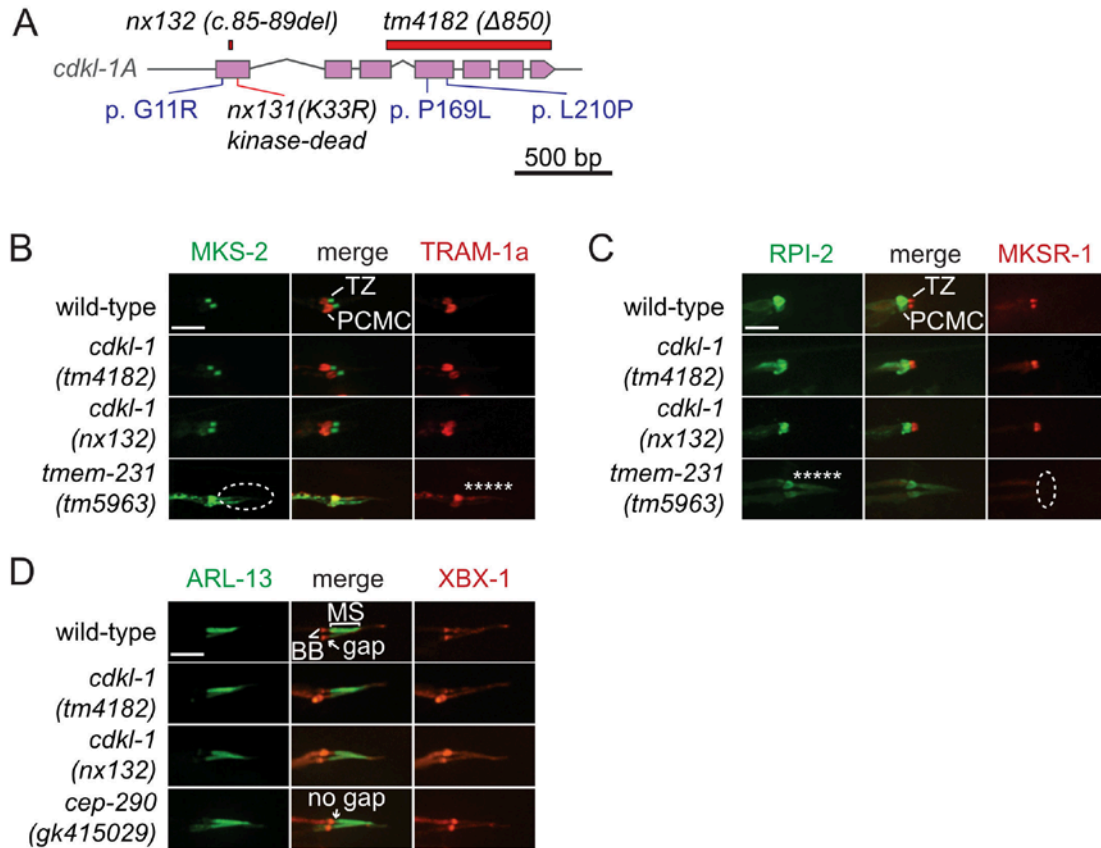 A
nx132 (c.85-89del)
tm4182 (Δ850)
cdkl-1A
p. G11R
nx131(K33R)
kinase-dead
p. P169L
p. L210P
500 bp
B
MKS-2
merge
TRAM-1a
wild-type
TZ
PCMC
cdkl-1
(tm4182)
cdkl-1
(nx132)
tmem-231
(tm5963)
*****
C
RPI-2
merge
MKSR-1
wild-type
TZ
PCMC
cdkl-1
(tm4182)
cdkl-1
(nx132)
tmem-231
(tm5963)
*****
D
ARL-13
merge
XBX-1
wild-type
MS
BB
gap
cdkl-1
(tm4182)
cdkl-1
(nx132)
cep-290
(gk415029)
no gap